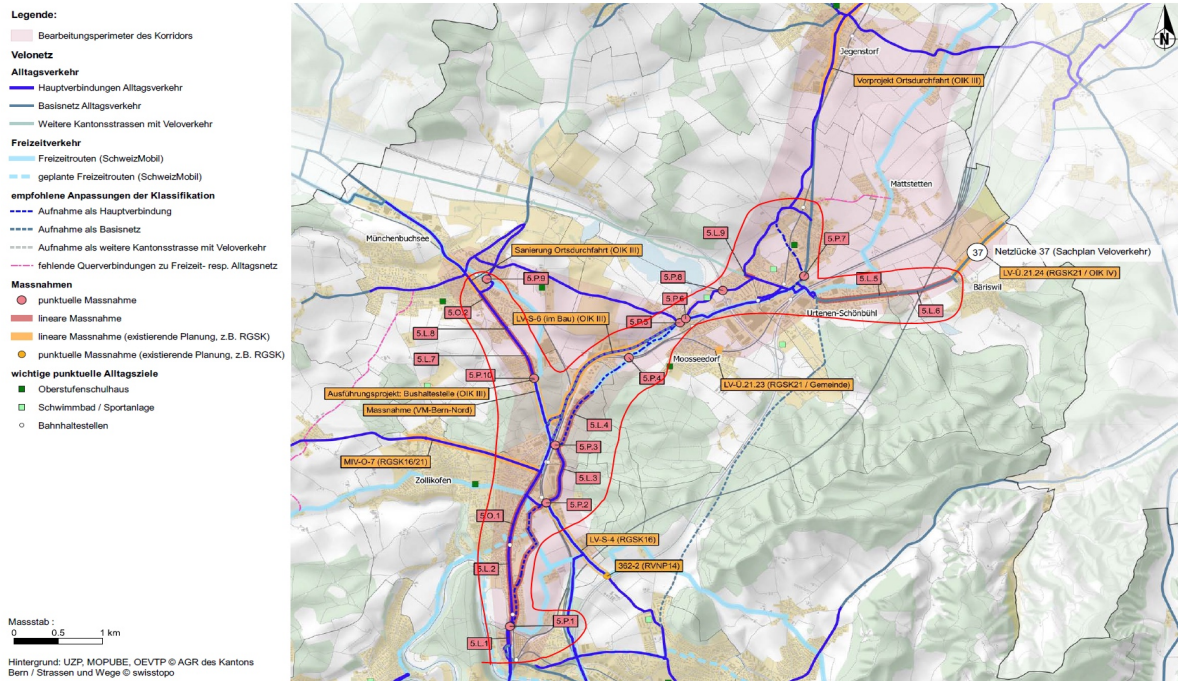 Legende:
Bearbeitungsperimeter des Korridors
Velonetz
Alltagsverkehr
Hauptverbindungen Alltagsverkehr
Basisnetz Alltagsverkehr
Weitere Kantonsstrassen mit Veloverkehr
Freizeitverkehr
Freizeitrouten (SchweizMobil)
geplante Freizeitrouten (SchweizMobil)
empfohlene Anpassungen der Klassifikation
Aufnahme als Hauptverbindung
Aufnahme als Basisnetz
Aufnahme als weitere Kantonsstrasse mit Veloverkehr
fehlende Querverbindungen zu Freizeit- resp. Alltagsnetz
Massnahmen
punktuelle Massnahme
lineare Massnahme
lineare Massnahme (existierende Planung, z.B. RGSK)
punktuelle Massnahme (existierende Planung, z.B. RGSK)
wichtige punktuelle Alltagsziele
Oberstufenschulhaus
Schwimmbad / Sportanlage
Bahnhaltestellen
Massstab :
0 0.5 1 km
Hintergrund: UZP, MOPUBE, OEVTP © AGR des Kantons
Bern / Strassen und Wege © swisstopo
N
Jegenstorf
Vorprojekt Ortsdurchfahrt (OIK III)
Mattstetten
Münchenbuchsee
5.L.9
5.P.7
Sanierung Ortsdurchfahrt (OIK III)
37
Netzlücke 37 (Sachplan Veloverkehr)
5.P.9
5.P.8
5.L.5
LV-Ü.21.24 (RGSK21 / OIK IV)
Bäriswil
5.P.6
5.O.2
LV-S-6 (im Bau) (OIK III)
5.P.5
Urtenen-Schönbühl
5.L.6
5.L.8
5.L.7
Moosseedorf
5.P.10
5.P.4
LV-Ü.21.23 (RGSK21 / Gemeinde)
Ausführungsprojekt: Bushaltestelle (OIK III)
Massnahme (VM-Bern-Nord)
5.L.4
5.P.3
MIV-O-7 (RGSK16/21)
5.L.3
Zollikofen
5.P.2
5.O.1
LV-S-4 (RGSK16)
5.L.2
362-2 (RVNP14)
5.P.1
5.L.1